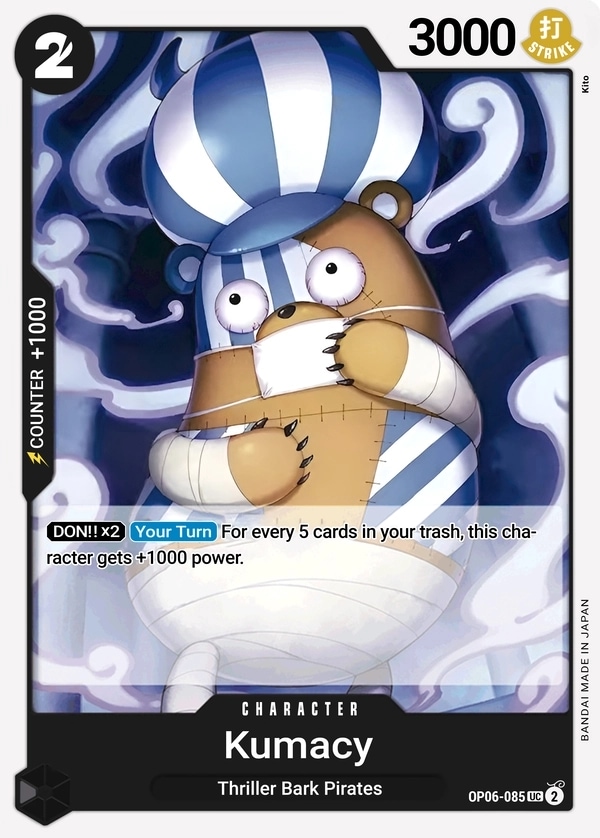 2
3000
打
STRIKE
Kito
COUNTER +1000
DON!! x2 Your Turn For every 5 cards in your trash, this cha-
racter gets +1000 power.
BANDAI MADE IN JAPAN
CHARACTER
Kumacy
Thriller Bark Pirates
OP06-085 UC 2